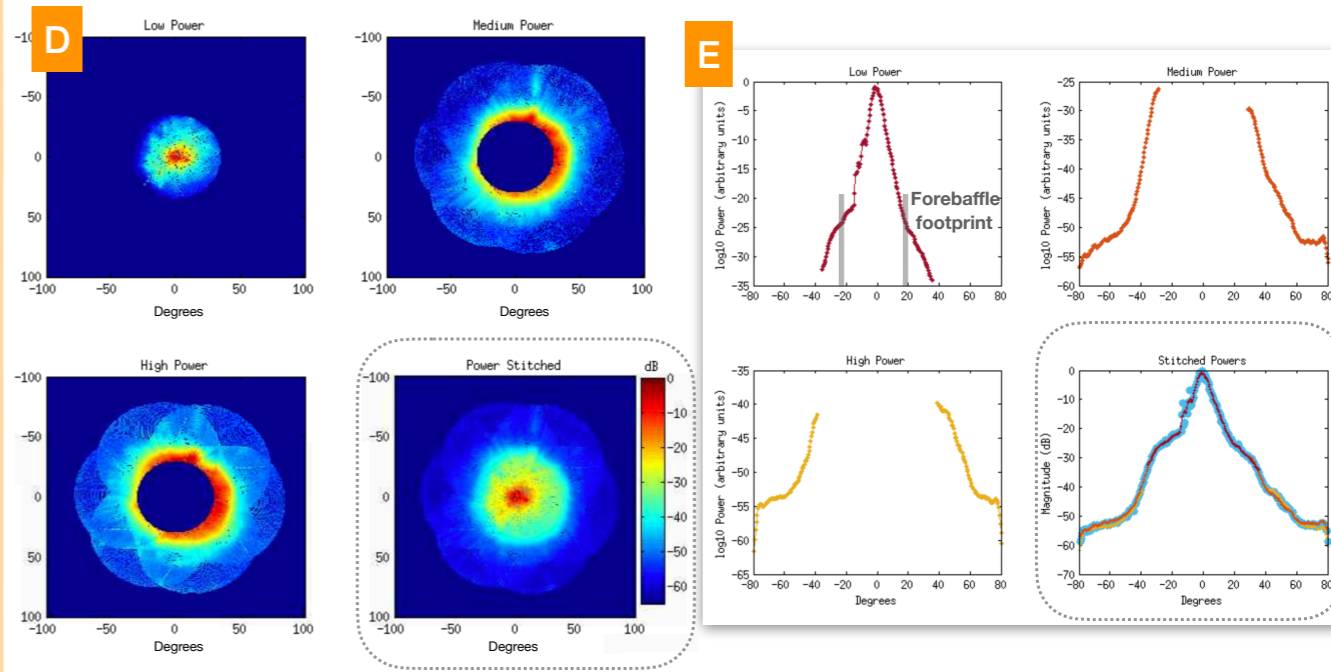 D
Low Power
-100
-50
0
50
100
-100
-50
0
50
100
Degrees
Medium Power
-100
-50
0
50
100
-100
-50
0
50
100
Degrees
High Power
-100
-50
0
50
100
-100
-50
0
50
100
Degrees
Power Stitched
dB
-100
-50
0
50
100
-100
-50
0
50
100
0
-10
-20
-30
-40
-50
-60
Degrees
E
Low Power
log10 Power (arbitrary units)
0
-5
-10
-15
-20
-25
-30
-35
-80 -60 -40 -20 0 20 40 60 80
Forebaffle
footprint
Medium Power
log10 Power (arbitrary units)
-25
-30
-35
-40
-45
-50
-55
-60
-80 -60 -40 -20 0 20 40 60 80
High Power
log10 Power (arbitrary units)
-35
-40
-45
-50
-55
-60
-65
-80 -60 -40 -20 0 20 40 60 80
Degrees
Stitched Powers
Magnitude (dB)
0
-10
-20
-30
-40
-50
-60
-70
-80 -60 -40 -20 0 20 40 60 80
Degrees